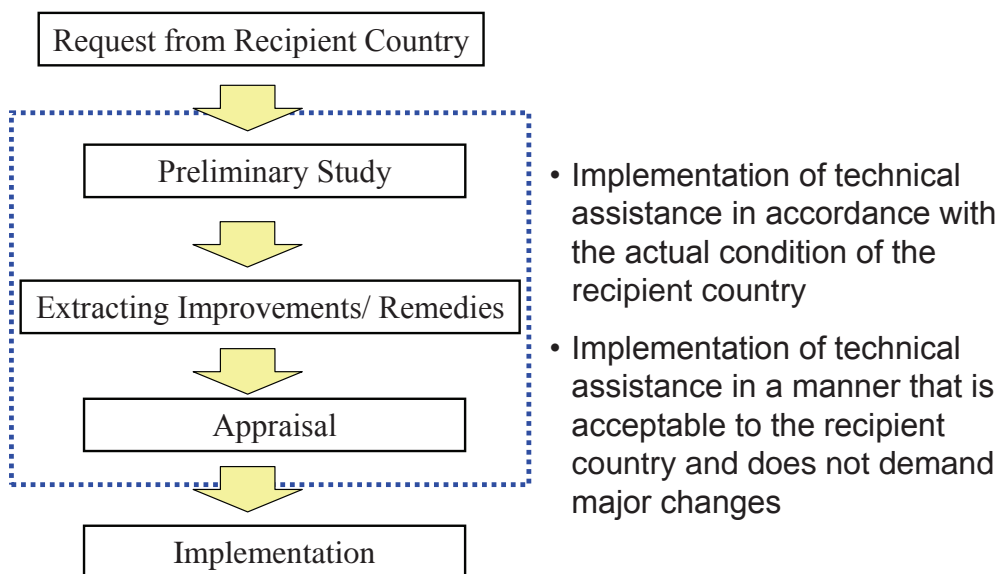 Request from Recipient Country
Preliminary Study
Extracting Improvements/ Remedies
Appraisal
Implementation
• Implementation of technical
assistance in accordance with
the actual condition of the
recipient country
• Implementation of technical
assistance in a manner that is
acceptable to the recipient
country and does not demand
major changes